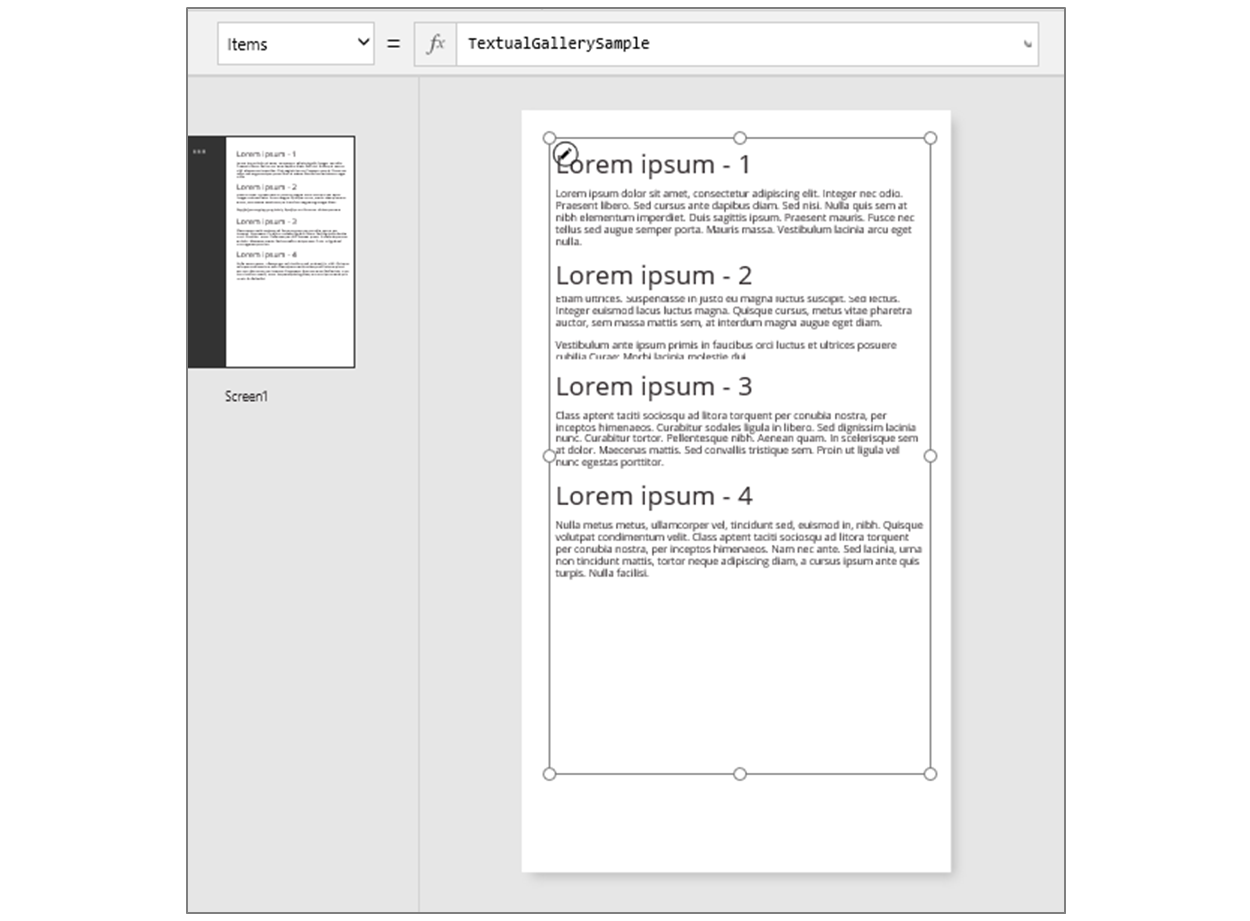 Items
=
fx
TextualGallerySample
Lorem ipsum - 1
Lorem ipsum - 2
Lorem ipsum - 3
Lorem ipsum - 4
Screen1
Lorem ipsum - 1
Lorem ipsum dolor sit amet, consectetur adipiscing elit. Integer nec odio.
Praesent libero. Sed cursus ante dapibus diam. Sed nisi. Nulla quis sem at
nibh elementum imperdiet. Duis sagittis ipsum. Praesent mauris. Fusce nec
tellus sed augue semper porta. Mauris massa. Vestibulum lacinia arcu eget
nulla.
Lorem ipsum - 2
Etiam ultrices. Suspendisse in justo eu magna luctus suscipit. Sed lectus.
Integer euismod lacus luctus magna. Quisque cursus, metus vitae pharetra
auctor, sem massa mattis sem, at interdum magna augue eget diam.
Vestibulum ante ipsum primis in faucibus orci luctus et ultrices posuere
cubilia Curae; Morbi lacinia molestie dui.
Lorem ipsum - 3
Class aptent taciti sociosqu ad litora torquent per conubia nostra, per
inceptos himenaeos. Curabitur sodales ligula in libero. Sed dignissim lacinia
nunc. Curabitur tortor. Pellentesque nibh. Aenean quam. In scelerisque sem
at dolor. Maecenas mattis. Sed convallis tristique sem. Proin ut ligula vel
nunc egestas porttitor.
Lorem ipsum - 4
Nulla metus metus, ullamcorper vel, tincidunt sed, euismod in, nibh. Quisque
volutpat condimentum velit. Class aptent taciti sociosqu ad litora torquent
per conubia nostra, per inceptos himenaeos. Nam nec ante. Sed lacinia, urna
non tincidunt mattis, tortor neque adipiscing diam, a cursus ipsum ante quis
turpis. Nulla facilisi.